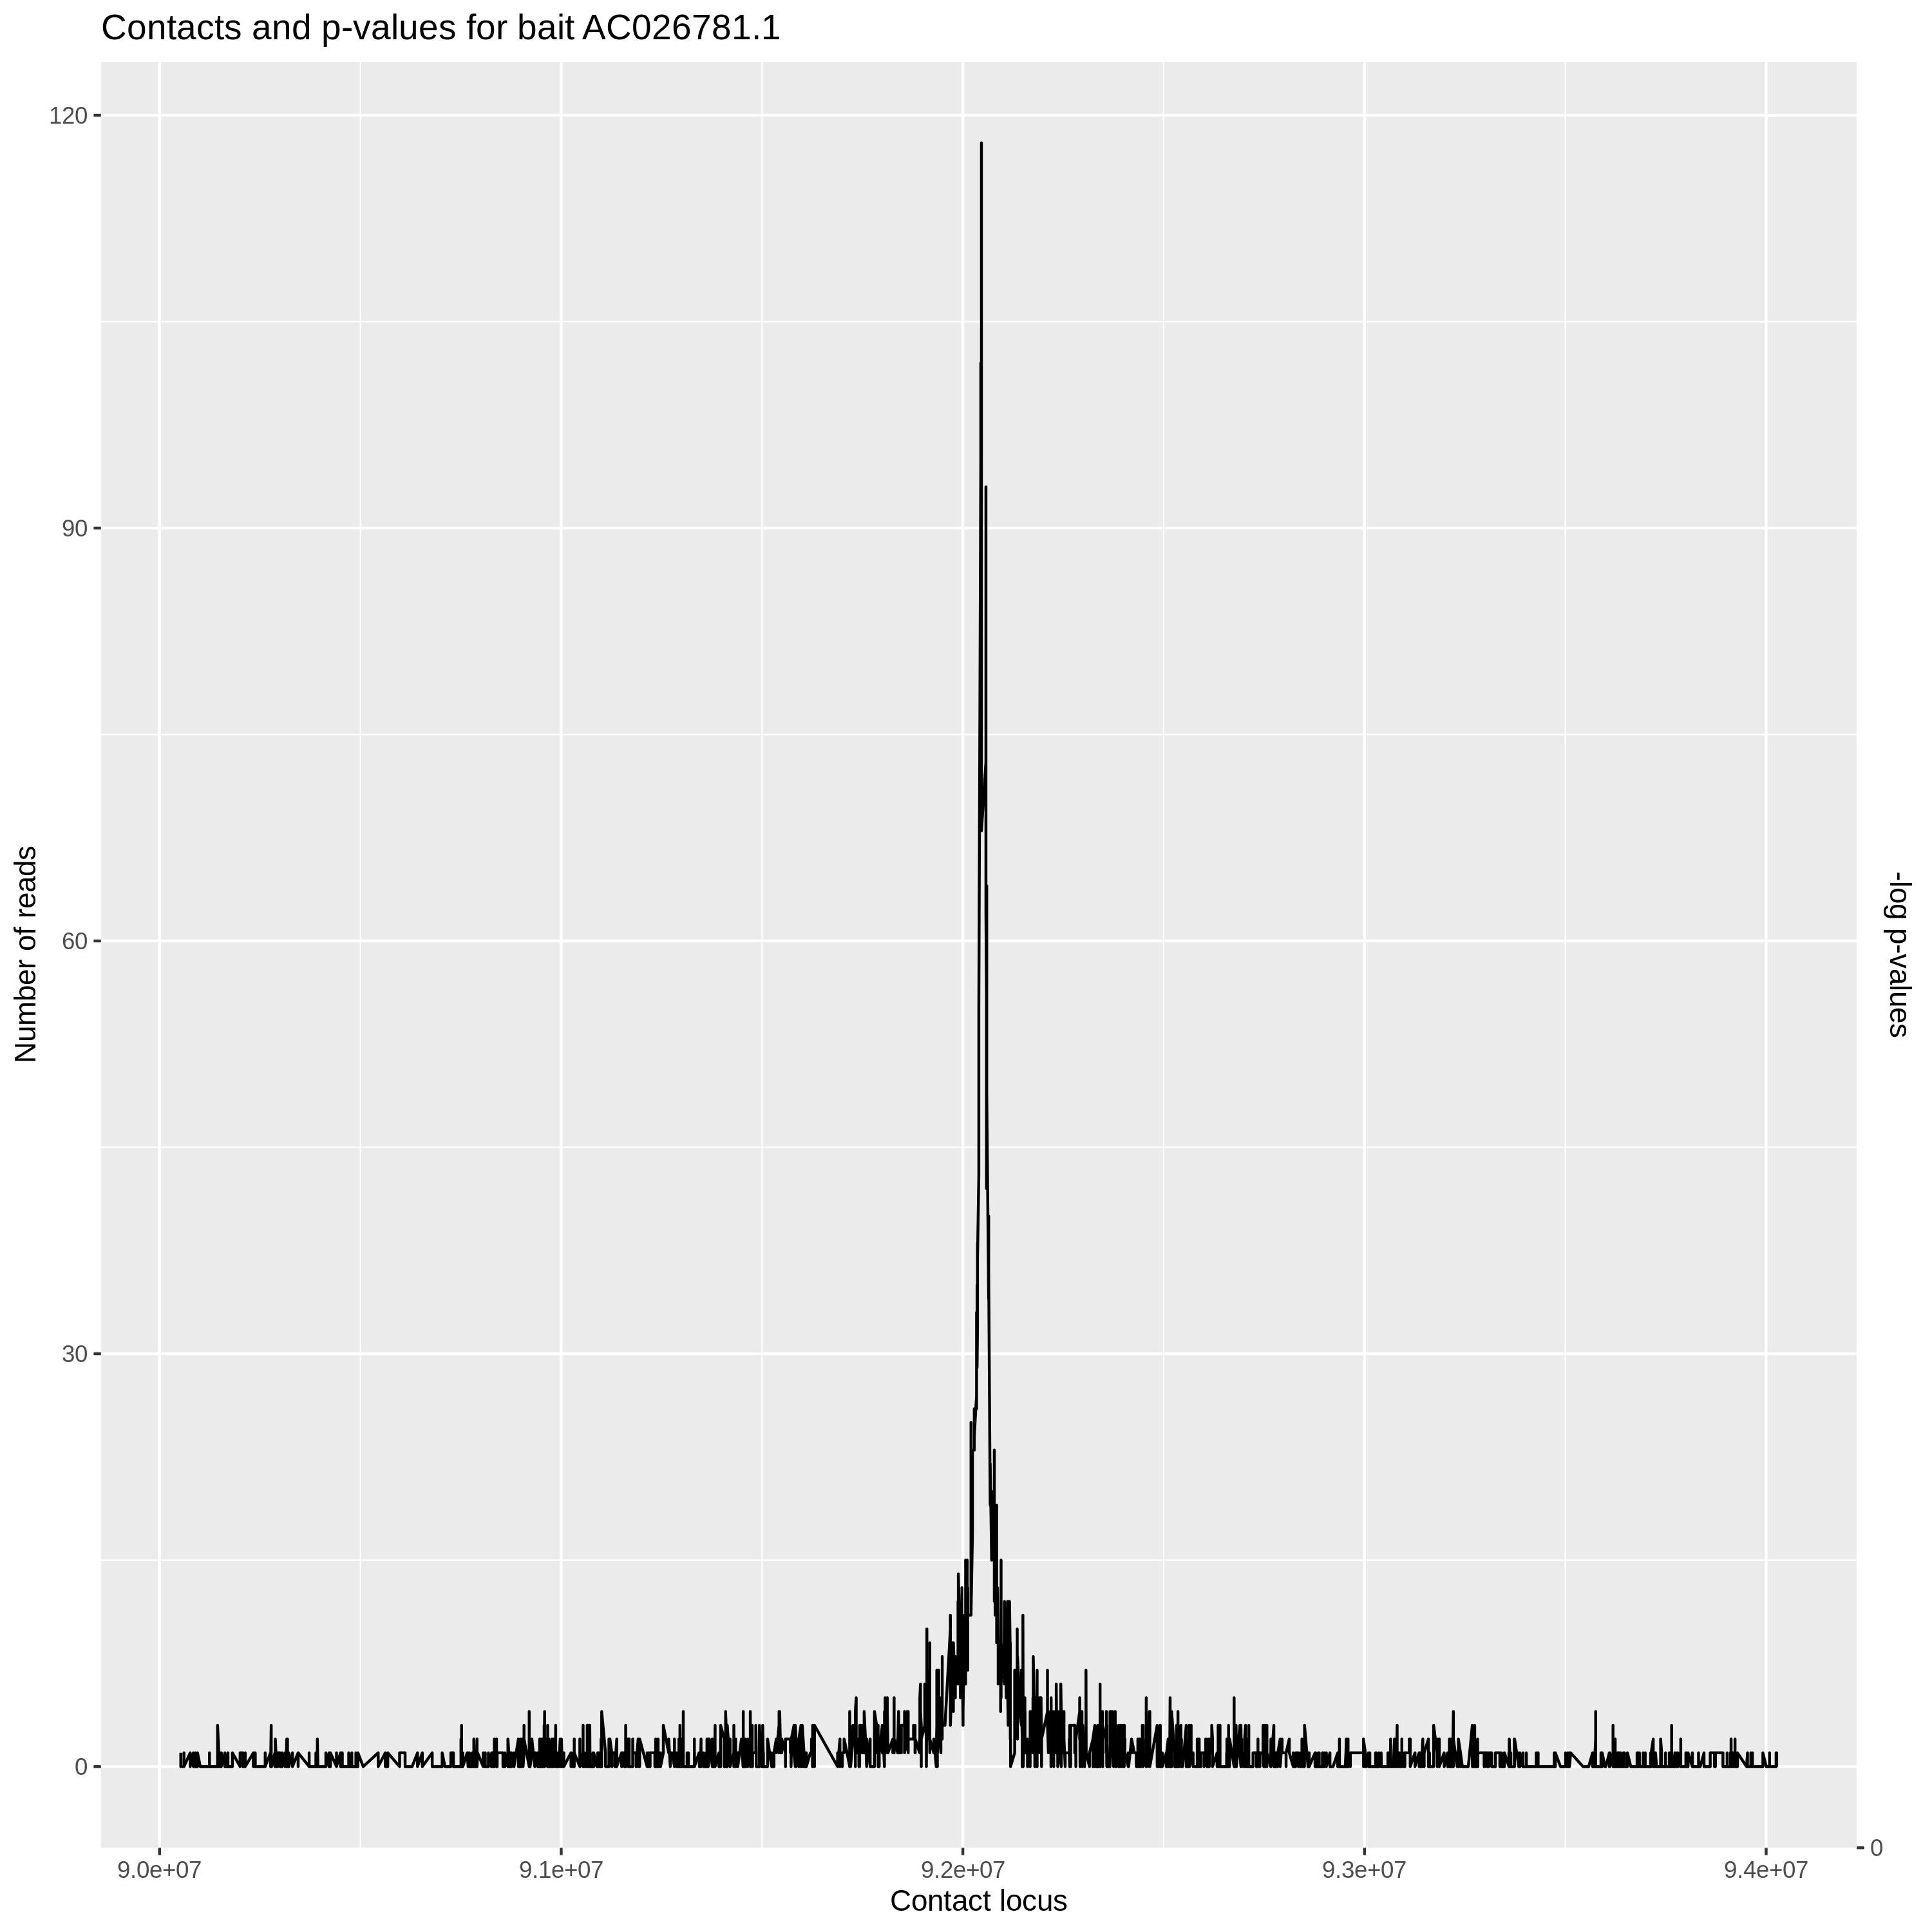 Contacts and p-values for bait AC026781.1
120
90
60
30
0
Number of reads
-log p-values
0
9.0e+07
9.1e+07
9.2e+07
9.3e+07
9.4e+07
Contact locus